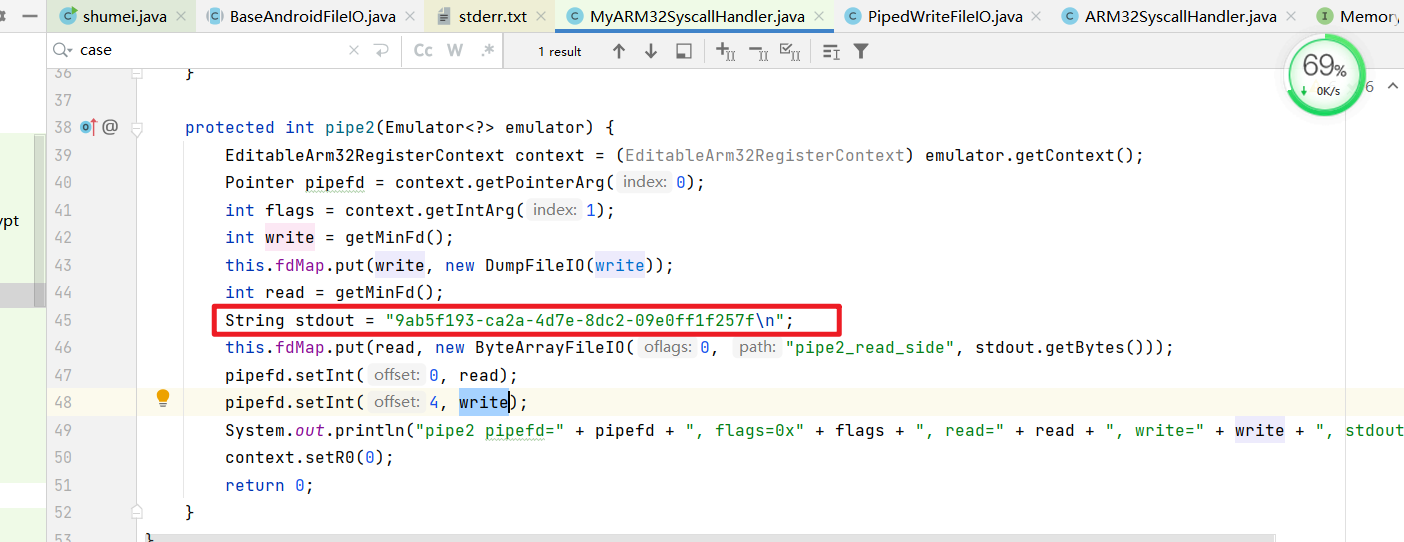 shumei.java
BaseAndroidFileIO.java
stderr.txt
MyARM32SyscallHandler.java
PipedWriteFileIO.java
ARM32SyscallHandler.java
Memory
case
Cc W .*
1 result
69%
0K/s
6
36 }
37
38 protected int pipe2(Emulator<?> emulator) {
39 EditableArm32RegisterContext context = (EditableArm32RegisterContext) emulator.getContext();
40 Pointer pipefd = context.getPointerArg( index: 0);
41 int flags = context.getIntArg( index: 1);
42 int write = getMinFd();
43 this.fdMap.put(write, new DumpFileIO(write));
44 int read = getMinFd();
45 String stdout = "9ab5f193-ca2a-4d7e-8dc2-09e0ff1f257f\n";
46 this.fdMap.put(read, new ByteArrayFileIO( oflags: 0, path: "pipe2_read_side", stdout.getBytes()));
47 pipefd.setInt( offset: 0, read);
48 pipefd.setInt( offset: 4, write);
49 System.out.println("pipe2 pipefd=" + pipefd + ", flags=0x" + flags + ", read=" + read + ", write=" + write + ", stdout
50 context.setR0(0);
51 return 0;
52 }
53 }
ypt